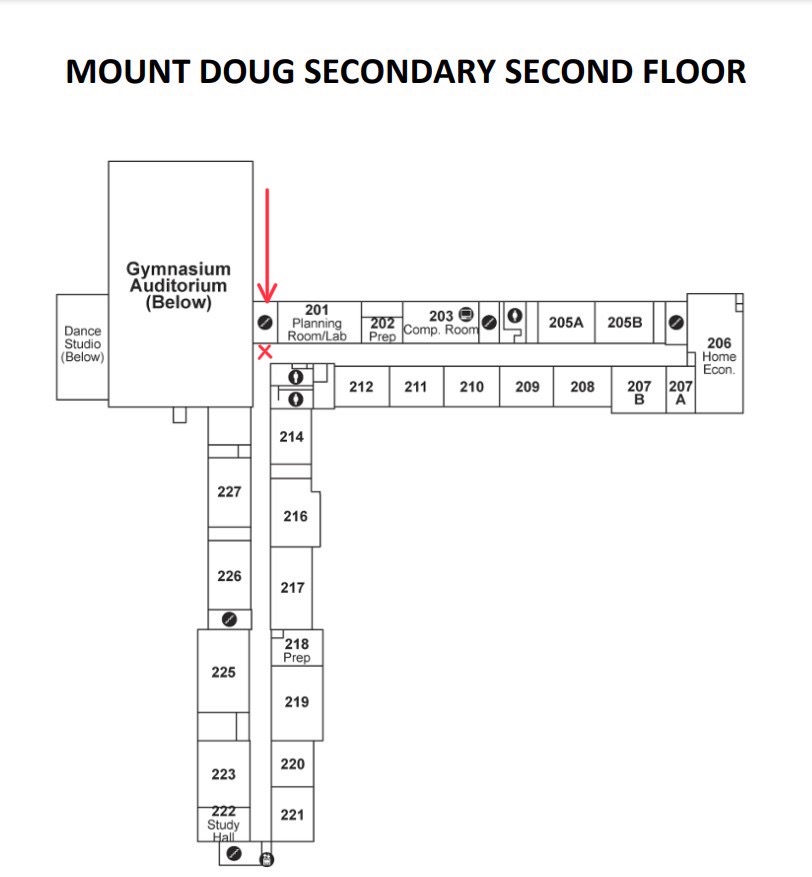 MOUNT DOUG SECONDARY SECOND FLOOR
Gymnasium
Auditorium
(Below)
Dance
Studio
(Below)
201
Planning
Room/Lab
202
Prep
203
Comp. Room
205A
205B
206
Home
Econ.
212
211
210
209
208
207
B
207
A
214
227
216
226
217
218
Prep
225
219
220
223
222
Study
Hall
221